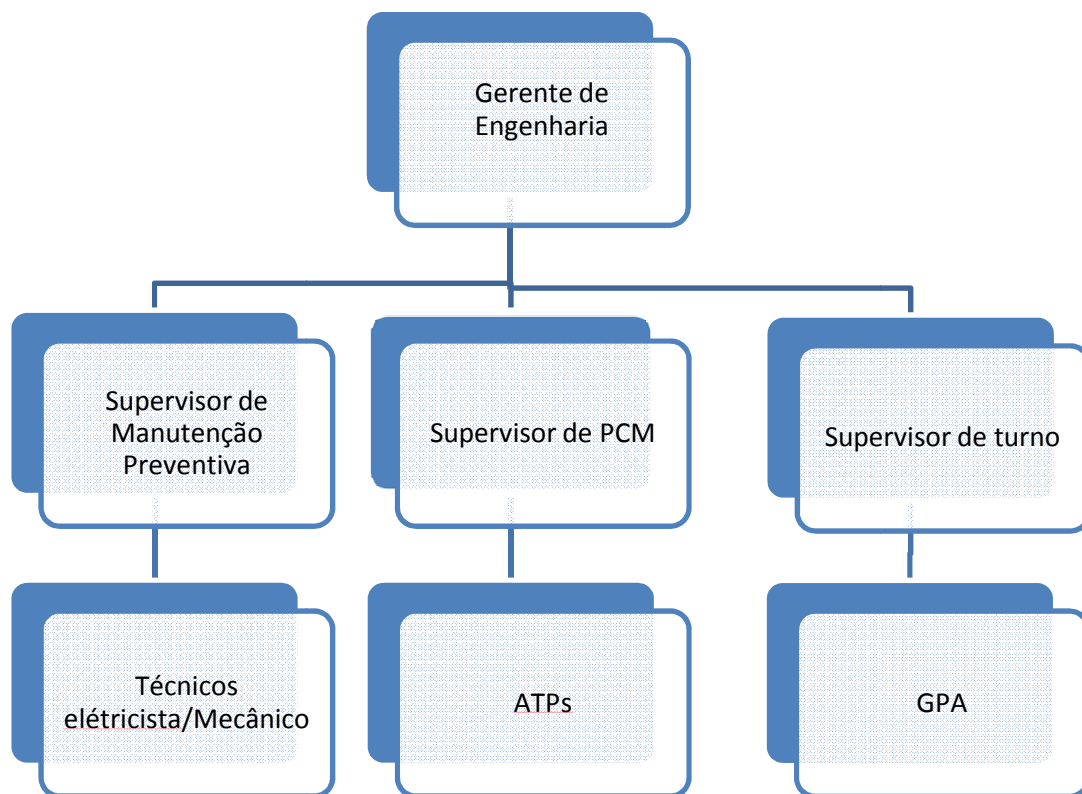 Gerente de
Engenharia
Supervisor de
Manutenção
Preventiva
Supervisor de PCM
Supervisor de turno
Técnicos
elétricista/Mecânico
ATPs
GPA